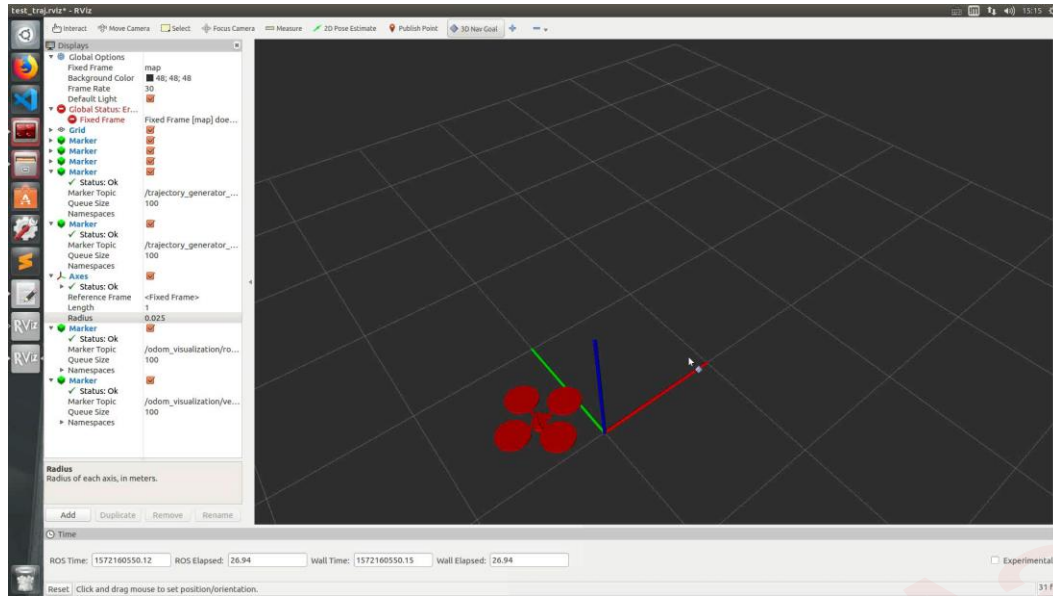 test_traj.rviz* - RViz
15:15
Interact Move Camera Select Focus Camera Measure 2D Pose Estimate Publish Point 3D Nav Goal
Displays
Global Options
Fixed Frame map
Background Color 48; 48; 48
Frame Rate 30
Default Light
Global Status: Er...
Fixed Frame Fixed Frame [map] doe...
Grid
Marker
Marker
Marker
Marker
Status: Ok
Marker Topic /trajectory_generator_...
Queue Size 100
Namespaces
Marker
Status: Ok
Marker Topic /trajectory_generator_...
Queue Size 100
Namespaces
Axes
Status: Ok
Reference Frame <Fixed Frame>
Length 1
Radius 0.025
Marker
Status: Ok
Marker Topic /odom_visualization/ro...
Queue Size 100
Namespaces
Marker
Status: Ok
Marker Topic /odom_visualization/ve...
Queue Size 100
Namespaces
RViz
RViz
Radius
Radius of each axis, in meters.
Add Duplicate Remove Rename
Time
ROS Time: 1572160550.12 ROS Elapsed: 26.94 Wall Time: 1572160550.15 Wall Elapsed: 26.94 Experimental
Reset Click and drag mouse to set position/orientation. 31 f